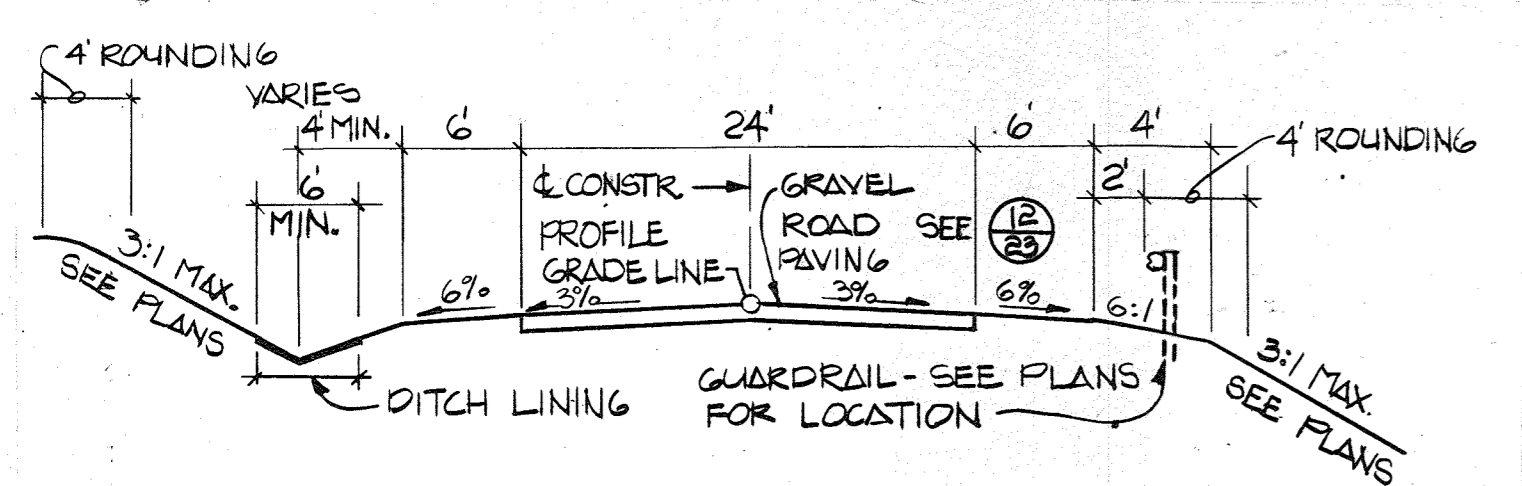 4' ROUNDING
VARIES
4' MIN.
6'
24'
6'
4'
4' ROUNDING
6'
MIN.
2'
℄ CONSTR.
PROFILE
GRADE LINE
GRAVEL
ROAD
PAVING
SEE
12
23
3:1 MAX.
SEE PLANS
6%
3%
3%
6%
6:1
3:1 MAX.
SEE PLANS
DITCH LINING
GUARDRAIL - SEE PLANS
FOR LOCATION